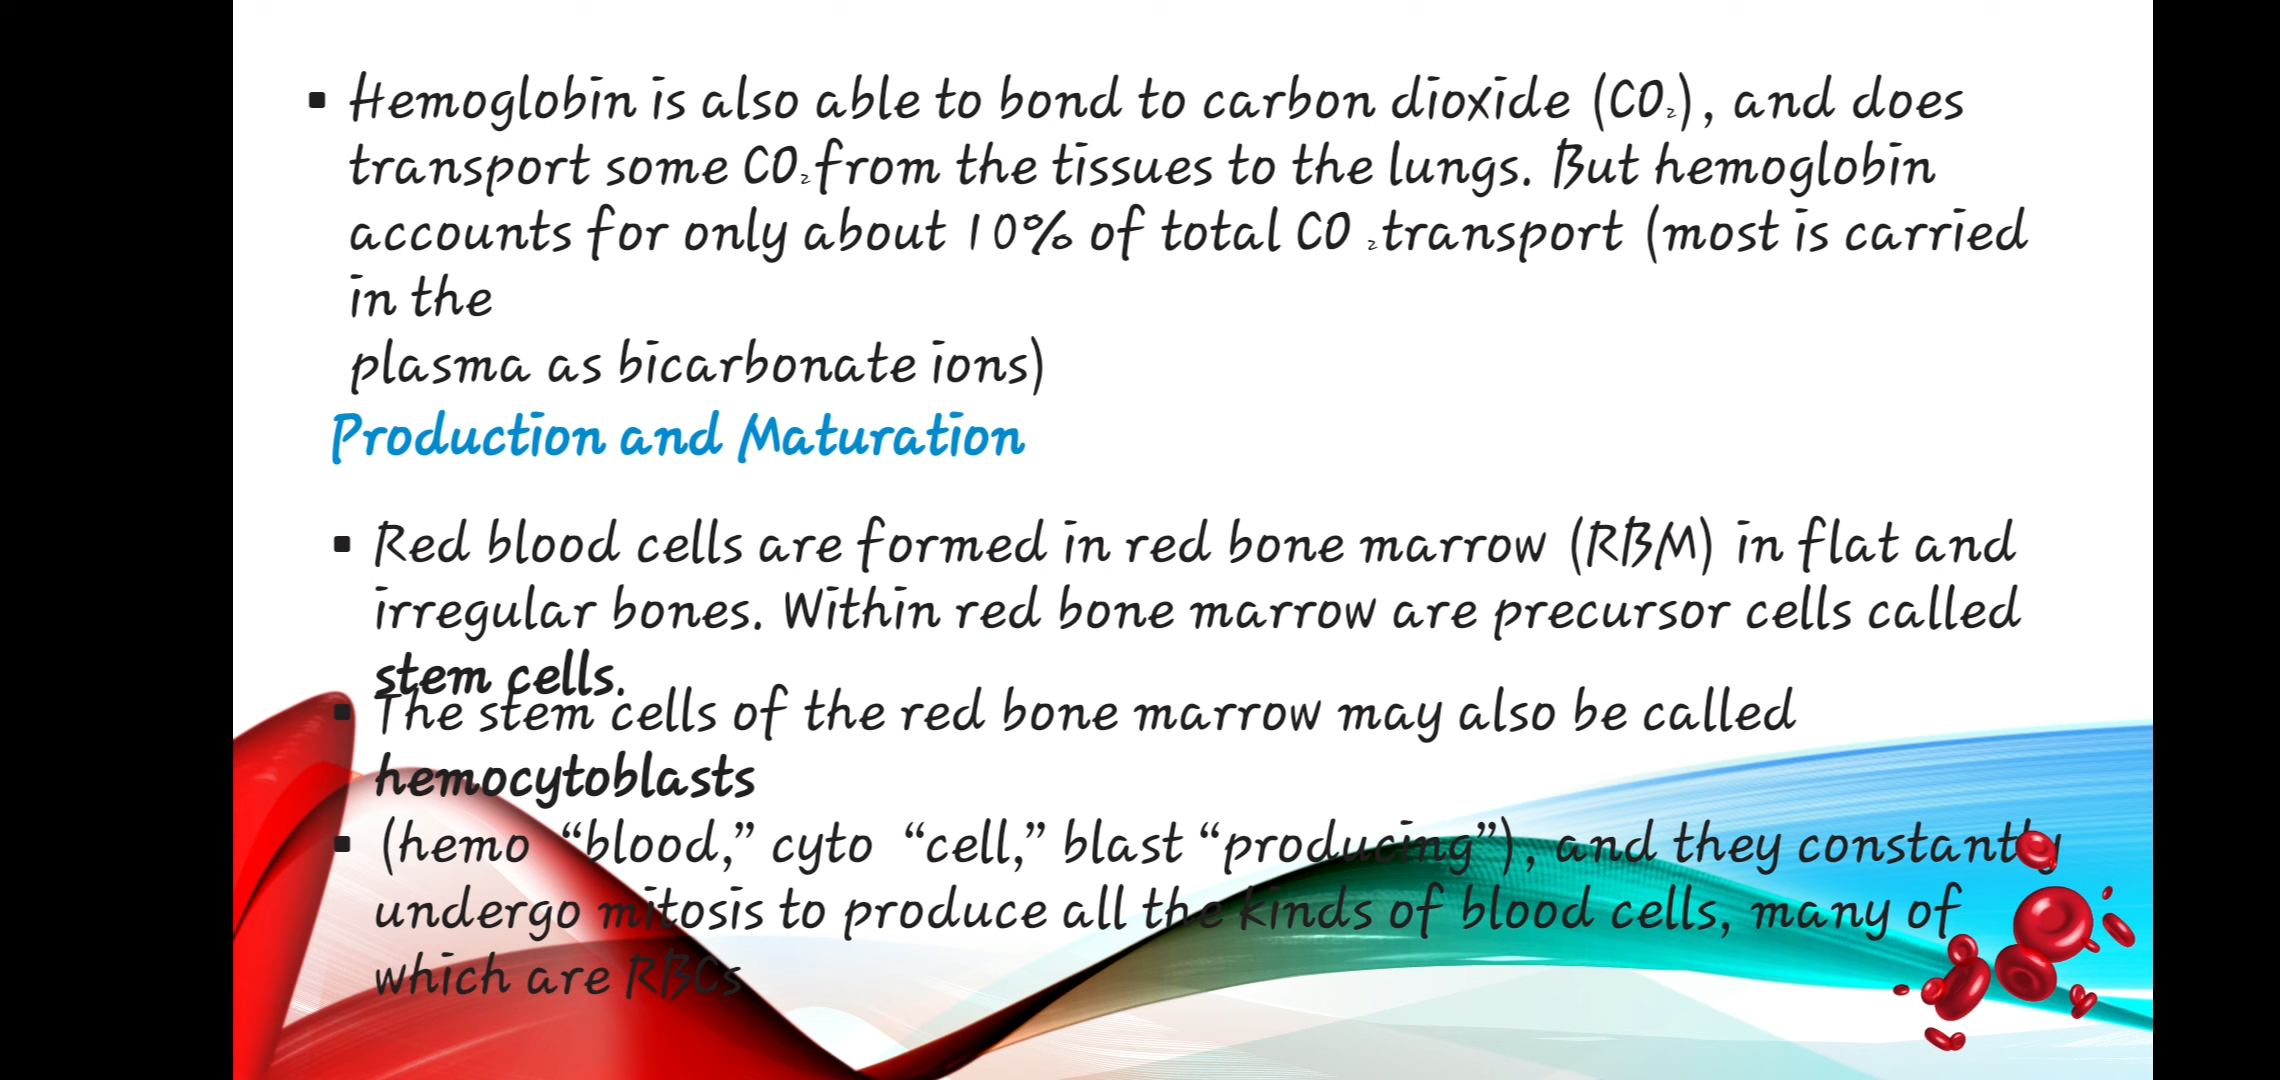 ▪ Hemoglobin is also able to bond to carbon dioxide (CO₂), and does
transport some CO₂ from the tissues to the lungs. But hemoglobin
accounts for only about 10% of total CO ₂ transport (most is carried
in the
plasma as bicarbonate ions)
Production and Maturation
▪ Red blood cells are formed in red bone marrow (RBM) in flat and
irregular bones. Within red bone marrow are precursor cells called
stem cells.
▪ The stem cells of the red bone marrow may also be called
hemocytoblasts
▪ (hemo “blood,” cyto “cell,” blast “producing”), and they constantly
undergo mitosis to produce all the kinds of blood cells, many of
which are RBCs